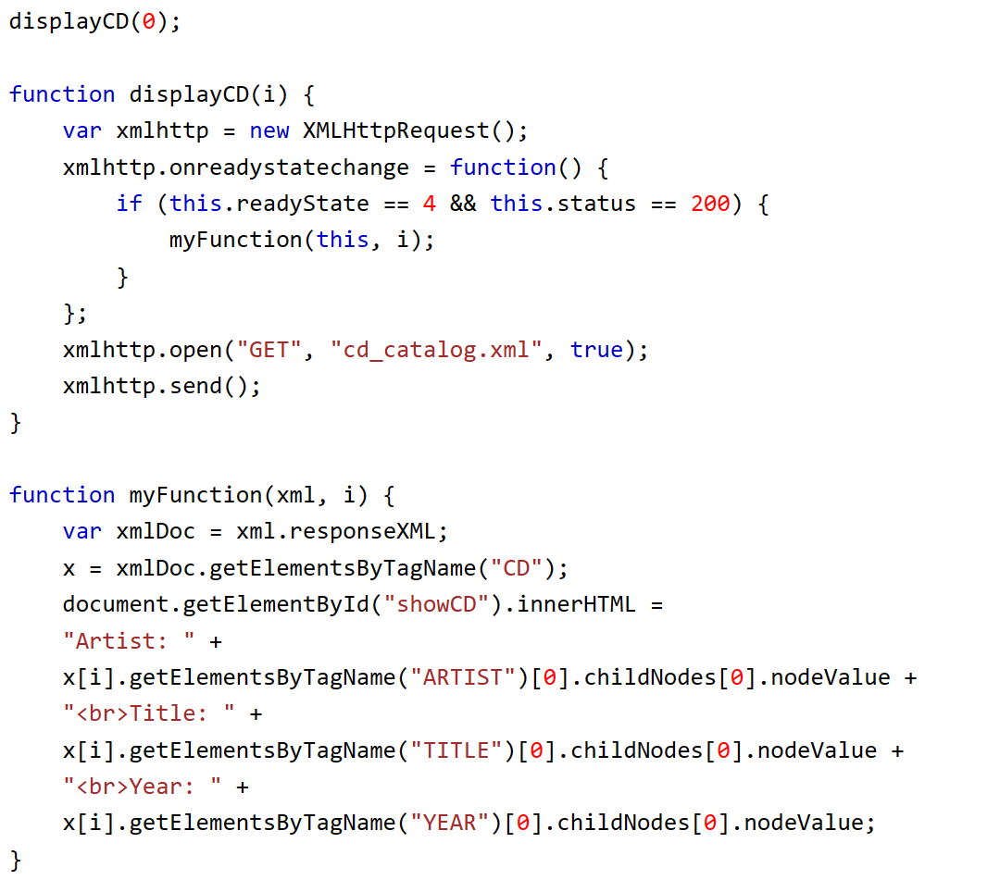 displayCD(0);

function displayCD(i) {
    var xmlhttp = new XMLHttpRequest();
    xmlhttp.onreadystatechange = function() {
        if (this.readyState == 4 && this.status == 200) {
            myFunction(this, i);
        }
    };
    xmlhttp.open("GET", "cd_catalog.xml", true);
    xmlhttp.send();
}

function myFunction(xml, i) {
    var xmlDoc = xml.responseXML;
    x = xmlDoc.getElementsByTagName("CD");
    document.getElementById("showCD").innerHTML =
    "Artist: " +
    x[i].getElementsByTagName("ARTIST")[0].childNodes[0].nodeValue +
    "<br>Title: " +
    x[i].getElementsByTagName("TITLE")[0].childNodes[0].nodeValue +
    "<br>Year: " +
    x[i].getElementsByTagName("YEAR")[0].childNodes[0].nodeValue;
}